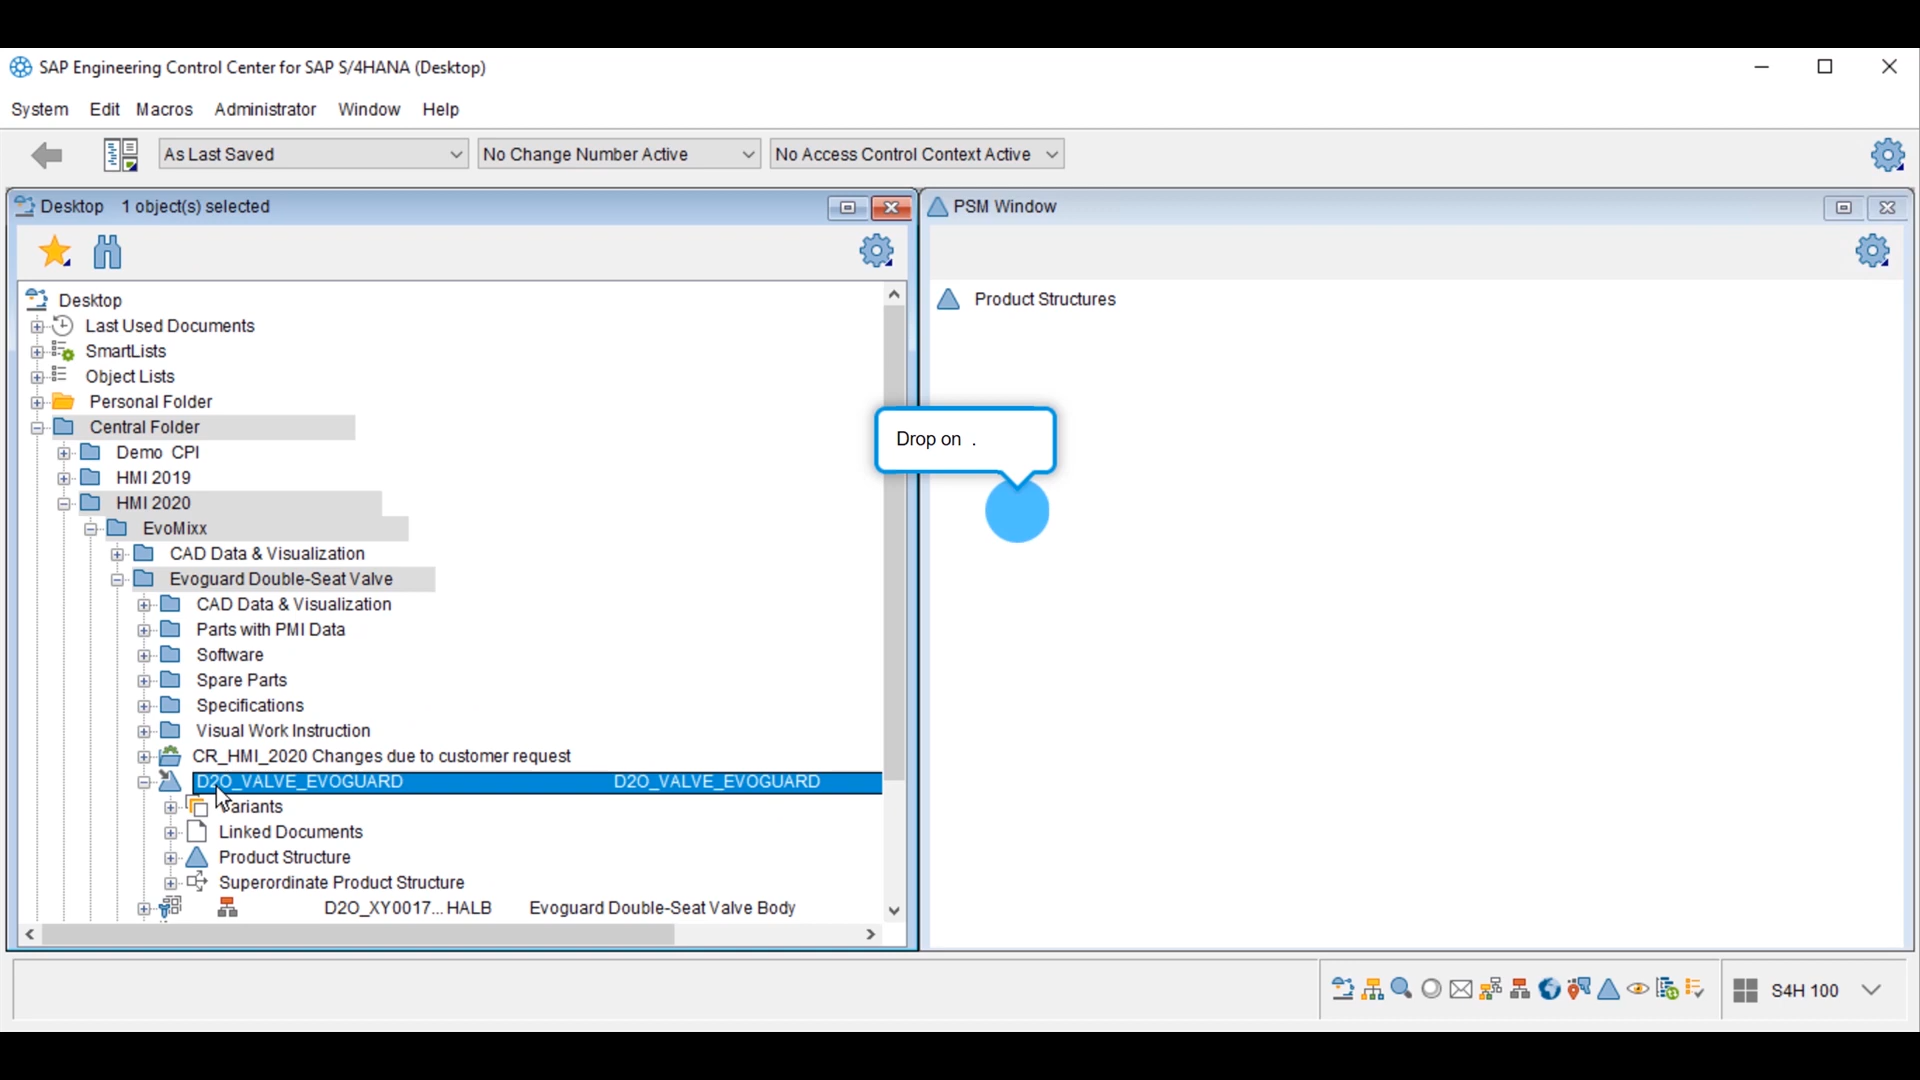 SAP Engineering Control Center for SAP S/4HANA (Desktop)
System Edit Macros Administrator Window Help
As Last Saved No Change Number Active No Access Control Context Active
Desktop 1 object(s) selected
PSM Window
Desktop
Product Structures
Last Used Documents
SmartLists
Object Lists
Personal Folder
Central Folder
Drop on .
Demo CPI
HMI 2019
HMI 2020
EvoMixx
CAD Data & Visualization
Evoguard Double-Seat Valve
CAD Data & Visualization
Parts with PMI Data
Software
Spare Parts
Specifications
Visual Work Instruction
CR_HMI_2020 Changes due to customer request
D2O_VALVE_EVOGUARD D2O_VALVE_EVOGUARD
Variants
Linked Documents
Product Structure
Superordinate Product Structure
D2O_XY0017...HALB Evoguard Double-Seat Valve Body
S4H 100